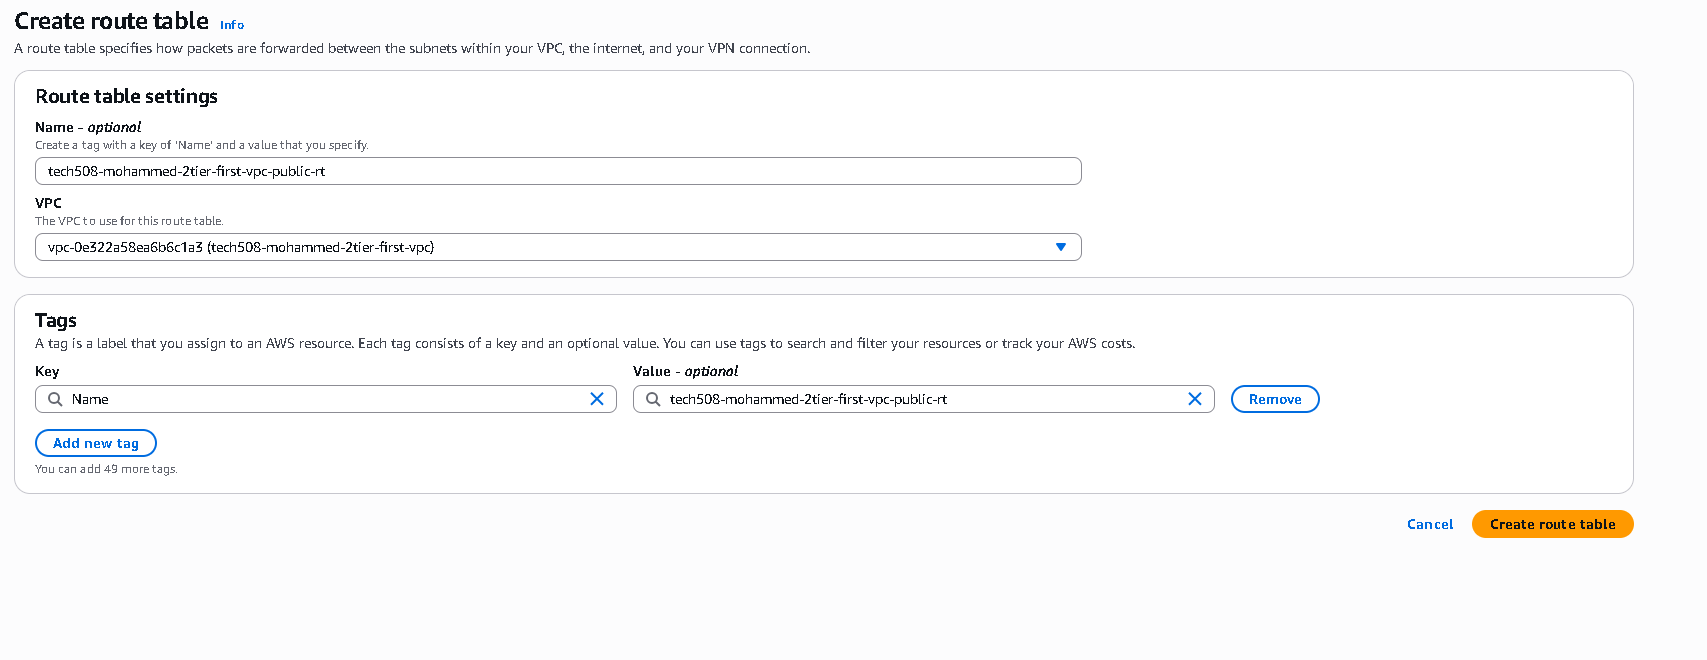 Create route table Info
A route table specifies how packets are forwarded between the subnets within your VPC, the internet, and your VPN connection.
Route table settings
Name - optional
Create a tag with a key of 'Name' and a value that you specify.
tech508-mohammed-2tier-first-vpc-public-rt
VPC
The VPC to use for this route table.
vpc-0e322a58ea6b6c1a3 (tech508-mohammed-2tier-first-vpc)
Tags
A tag is a label that you assign to an AWS resource. Each tag consists of a key and an optional value. You can use tags to search and filter your resources or track your AWS costs.
Key Value - optional
Name tech508-mohammed-2tier-first-vpc-public-rt Remove
Add new tag
You can add 49 more tags.
Cancel Create route table